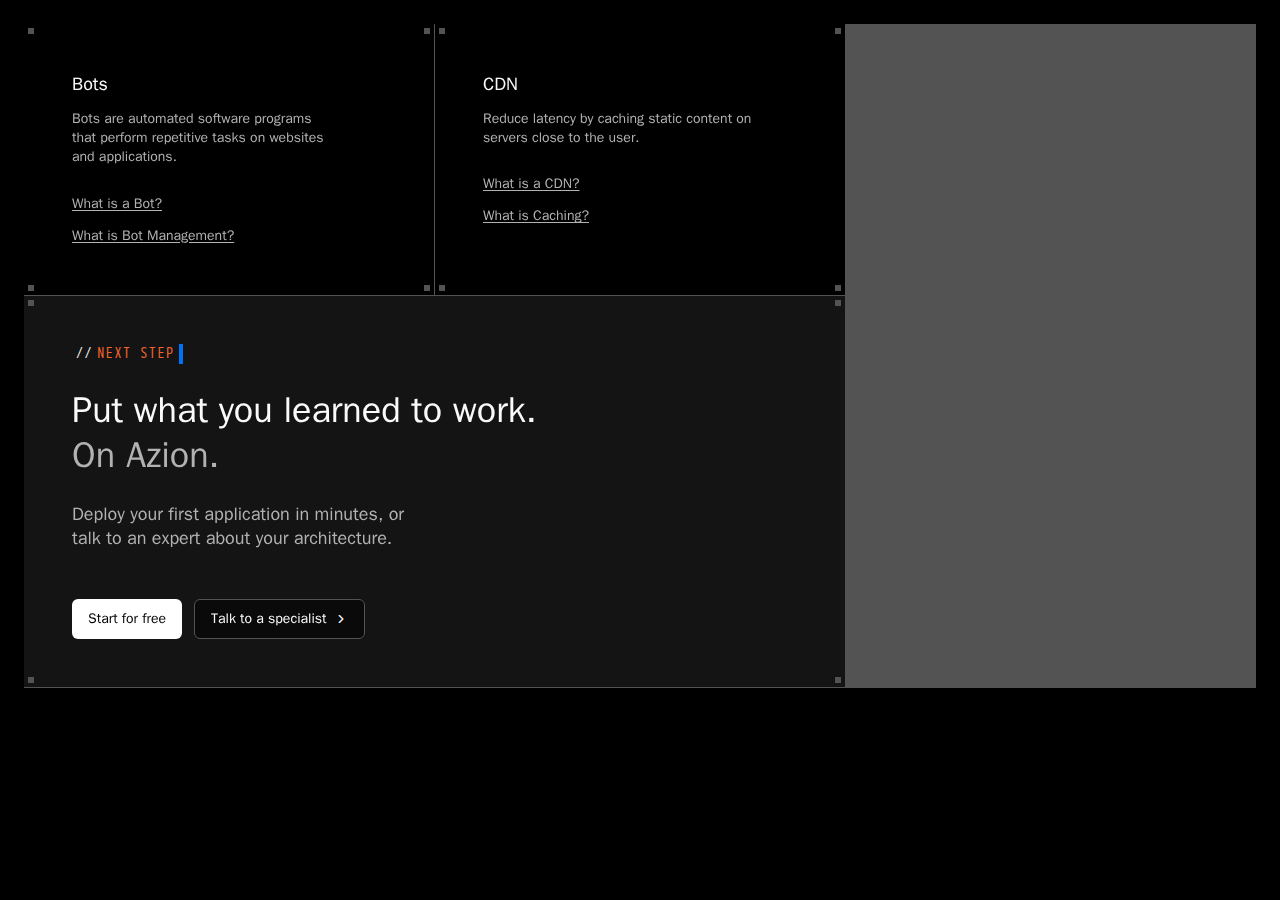 Bots
Bots are automated software programs
that perform repetitive tasks on websites
and applications.
What is a Bot?
What is Bot Management?
CDN
Reduce latency by caching static content on
servers close to the user.
What is a CDN?
What is Caching?
// NEXT STEP
Put what you learned to work.
On Azion.
Deploy your first application in minutes, or
talk to an expert about your architecture.
Start for free
Talk to a specialist